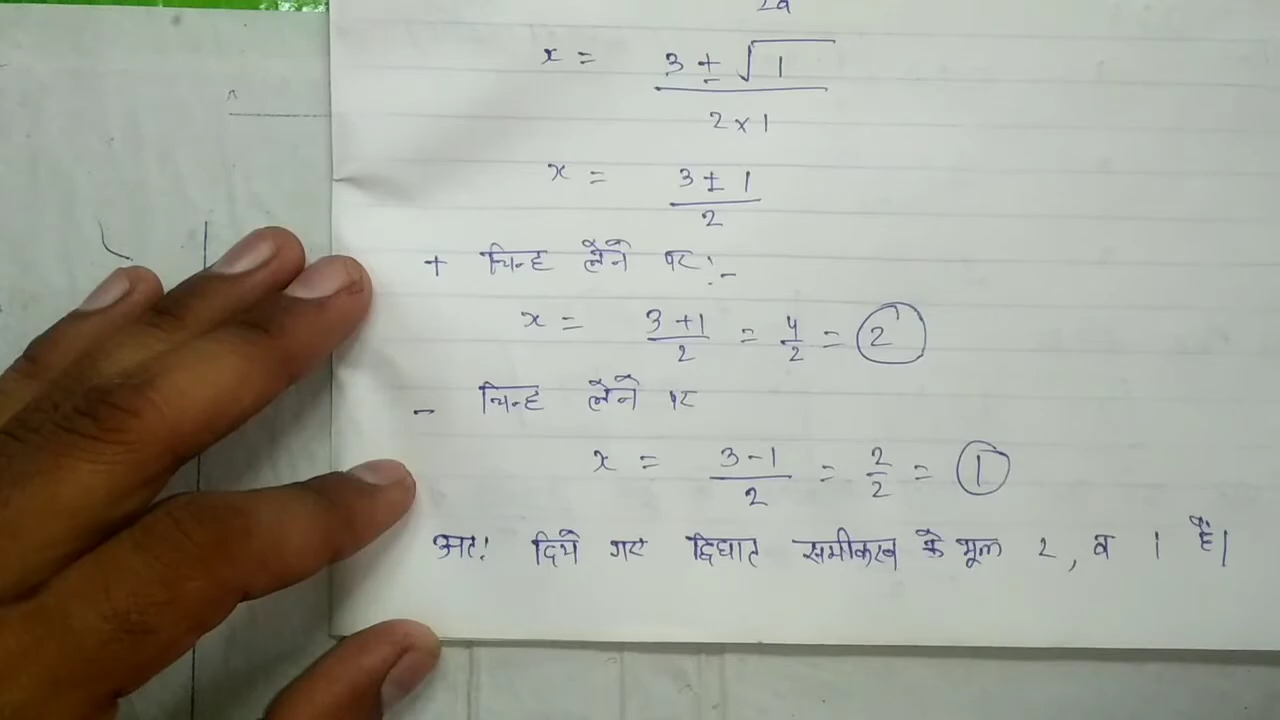 2a
x = 3 ± √1 / 2 × 1
x = 3 ± 1 / 2
+ चिन्ह लेने पर :-
x = 3 + 1 / 2 = 4 / 2 = 2
- चिन्ह लेने पर
x = 3 - 1 / 2 = 2 / 2 = 1
अतः दिये गए द्विघात समीकरण के मूल 2, व 1 हैं।